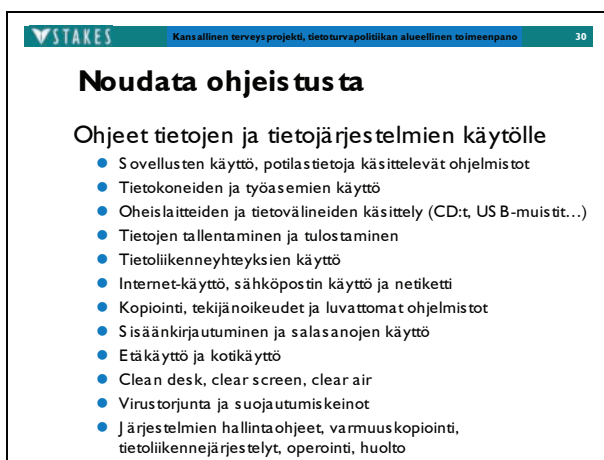 STAKES
Kansallinen terveysprojekti, tietoturvapolitiikan alueellinen toimeenpano
30
Noudata ohjeistusta
Ohjeet tietojen ja tietojärjestelmien käytölle
Sovellusten käyttö, potilastietoja käsittelevät ohjelmistot
Tietokoneiden ja työasemien käyttö
Oheislaitteiden ja tietovälineiden käsittely (CD:t, USB-muistit…)
Tietojen tallentaminen ja tulostaminen
Tietoliikenneyhteyksien käyttö
Internet-käyttö, sähköpostin käyttö ja netiketti
Kopiointi, tekijänoikeudet ja luvattomat ohjelmistot
Sisäänkirjautuminen ja salasanojen käyttö
Etäkäyttö ja kotikäyttö
Clean desk, clear screen, clear air
Virustorjunta ja suojautumiskeinot
Järjestelmien hallintaohjeet, varmuuskopiointi,
tietoliikennejärjestelyt, operointi, huolto